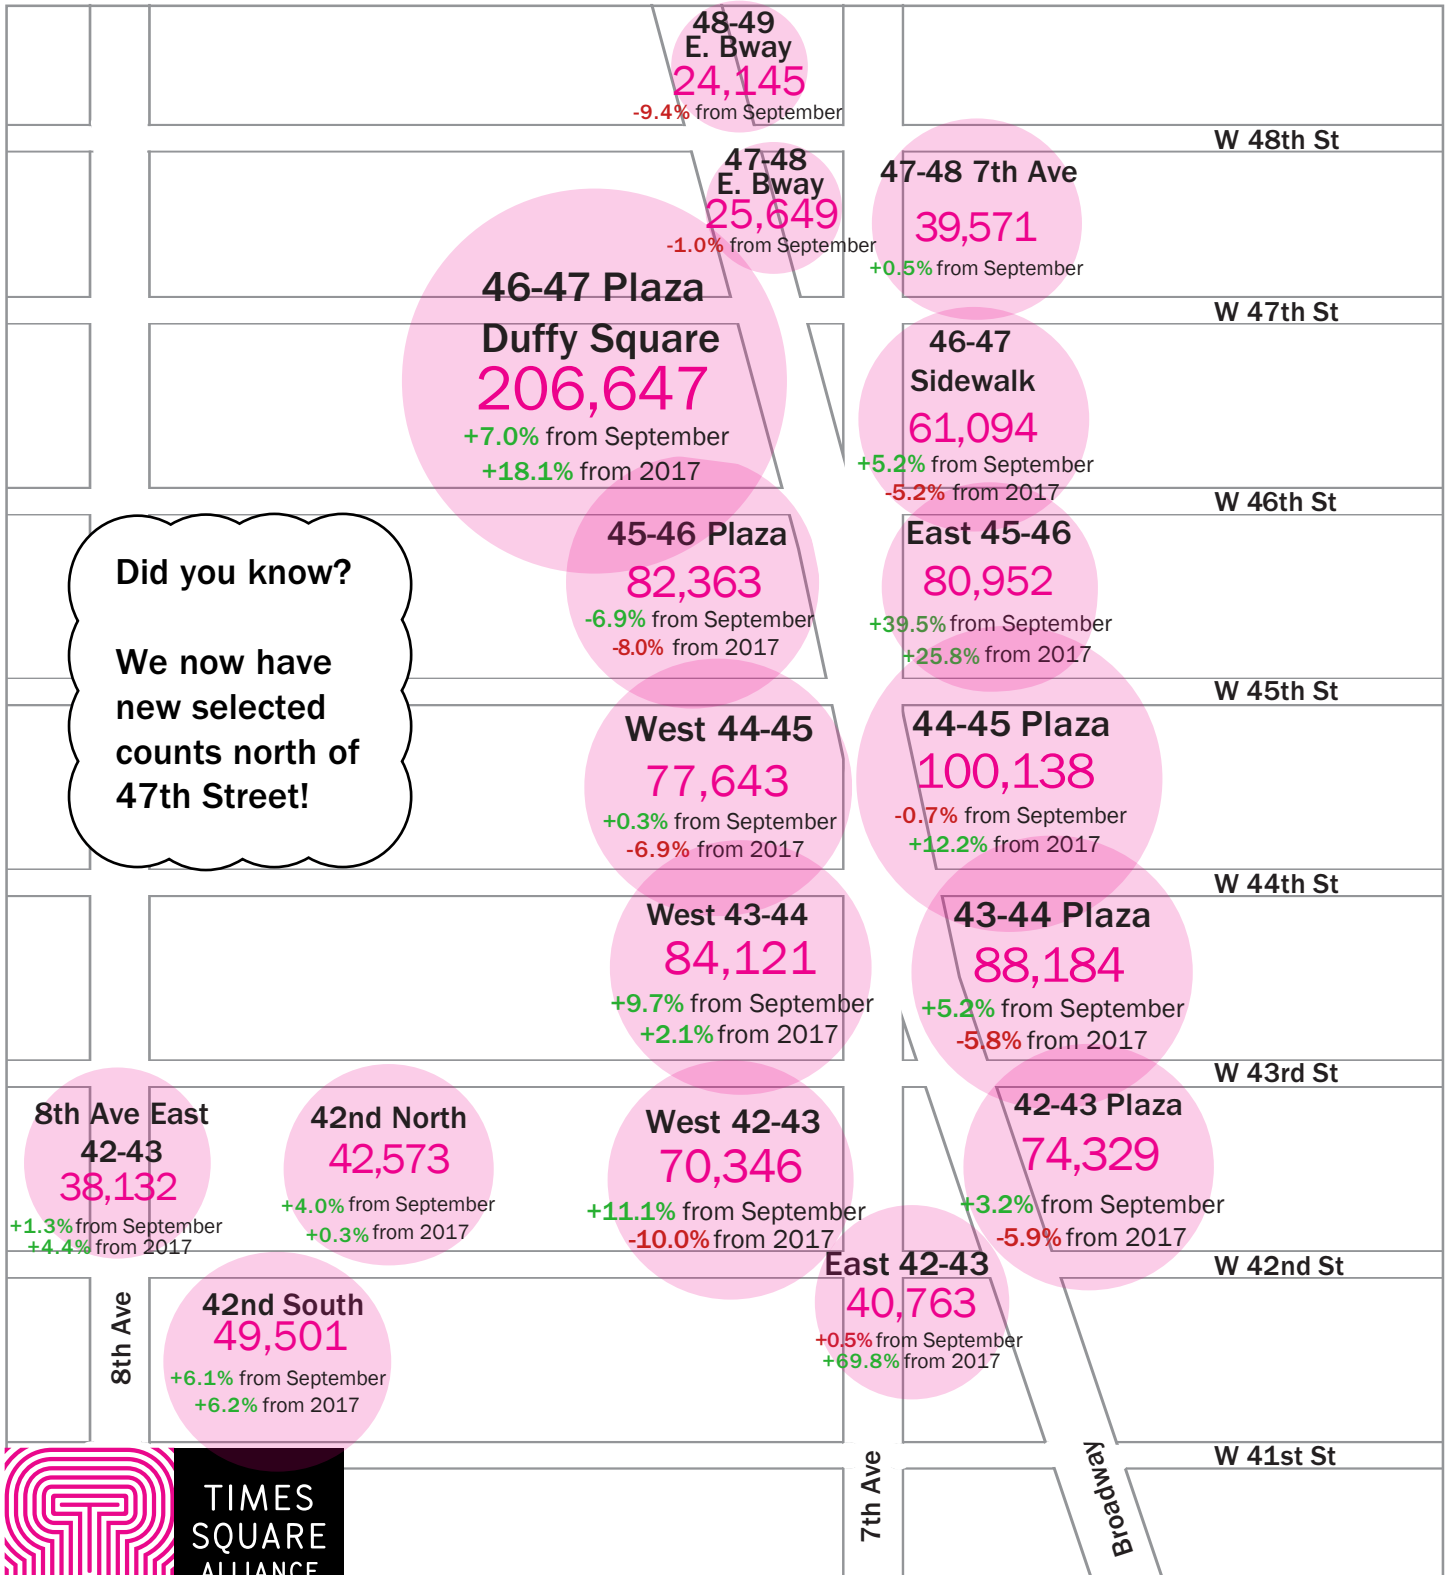 48-49
E. Bway
24,145
-9.4% from September
W 48th St
47-48
E. Bway
25,649
-1.0% from September
47-48 7th Ave
39,571
+0.5% from September
46-47 Plaza
Duffy Square
206,647
+7.0% from September
+18.1% from 2017
W 47th St
46-47
Sidewalk
61,094
+5.2% from September
-5.2% from 2017
W 46th St
Did you know?
We now have
new selected
counts north of
47th Street!
45-46 Plaza
82,363
-6.9% from September
-8.0% from 2017
East 45-46
80,952
+39.5% from September
+25.8% from 2017
W 45th St
West 44-45
77,643
+0.3% from September
-6.9% from 2017
44-45 Plaza
100,138
-0.7% from September
+12.2% from 2017
W 44th St
West 43-44
84,121
+9.7% from September
+2.1% from 2017
43-44 Plaza
88,184
+5.2% from September
-5.8% from 2017
W 43rd St
8th Ave East
42-43
38,132
+1.3% from September
+4.4% from 2017
42nd North
42,573
+4.0% from September
+0.3% from 2017
West 42-43
70,346
+11.1% from September
-10.0% from 2017
42-43 Plaza
74,329
+3.2% from September
-5.9% from 2017
W 42nd St
East 42-43
40,763
+0.5% from September
+69.8% from 2017
8th Ave
42nd South
49,501
+6.1% from September
+6.2% from 2017
W 41st St
7th Ave
Broadway
TIMES
SQUARE
ALLIANCE